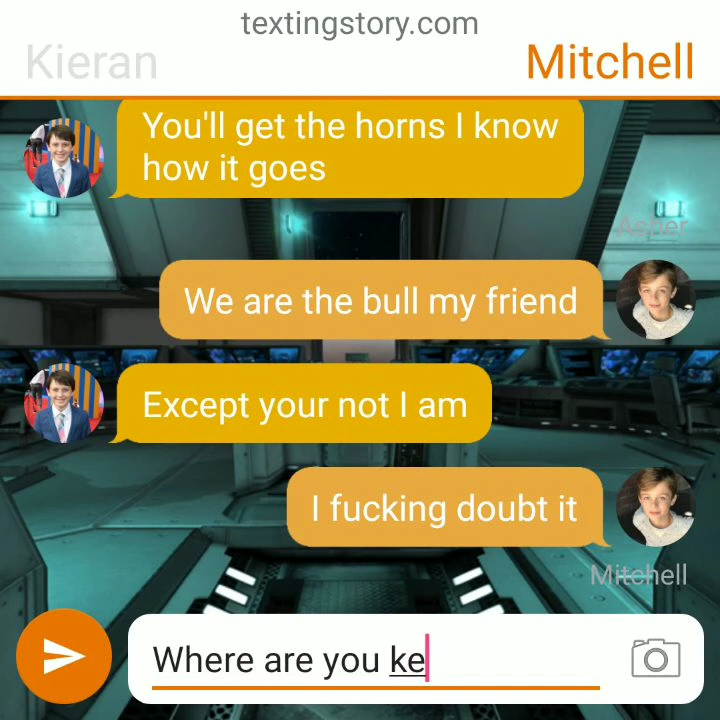 textingstory.com
Kieran
Mitchell
You'll get the horns I know
how it goes
Asher
We are the bull my friend
Except your not I am
I fucking doubt it
Mitchell
Where are you ke